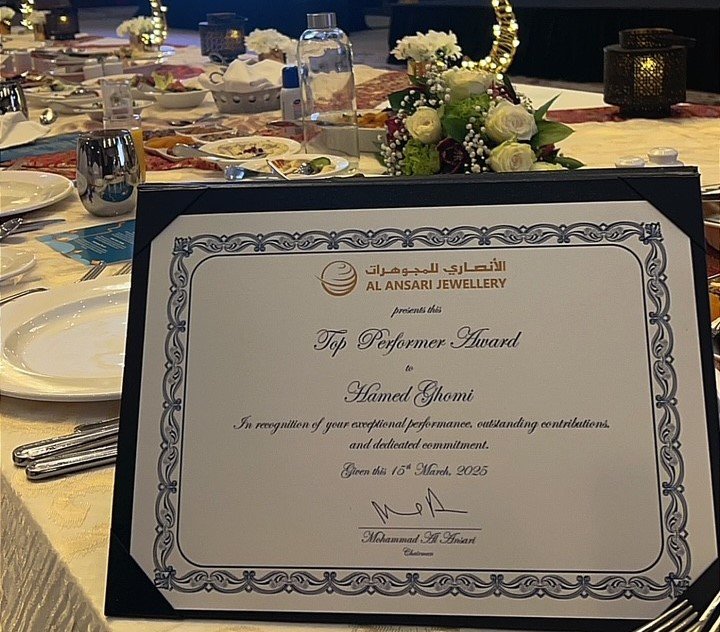 الأنصاري للمجوهرات
AL ANSARI JEWELLERY
presents this
Top Performer Award
to
Hamed Ghomi
In recognition of your exceptional performance, outstanding contributions,
and dedicated commitment.
Given this 15th March, 2025
Mohammad Al Ansari
Chairman